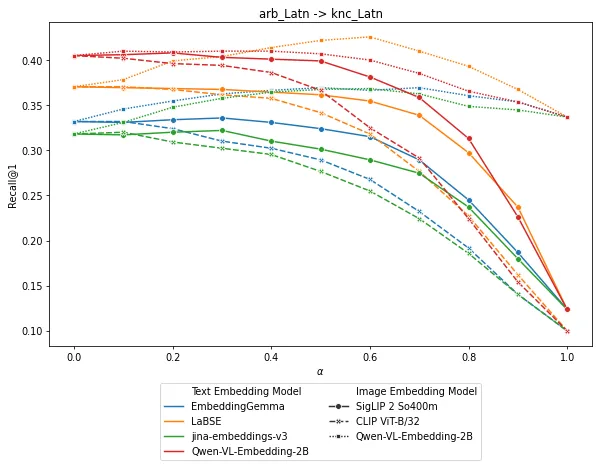 arb_Latn -> knc_Latn
Recall@1
0.40
0.35
0.30
0.25
0.20
0.15
0.10
0.0 0.2 0.4 0.6 0.8 1.0
α
Text Embedding Model
EmbeddingGemma
LaBSE
jina-embeddings-v3
Qwen-VL-Embedding-2B
Image Embedding Model
SigLIP 2 So400m
CLIP ViT-B/32
Qwen-VL-Embedding-2B